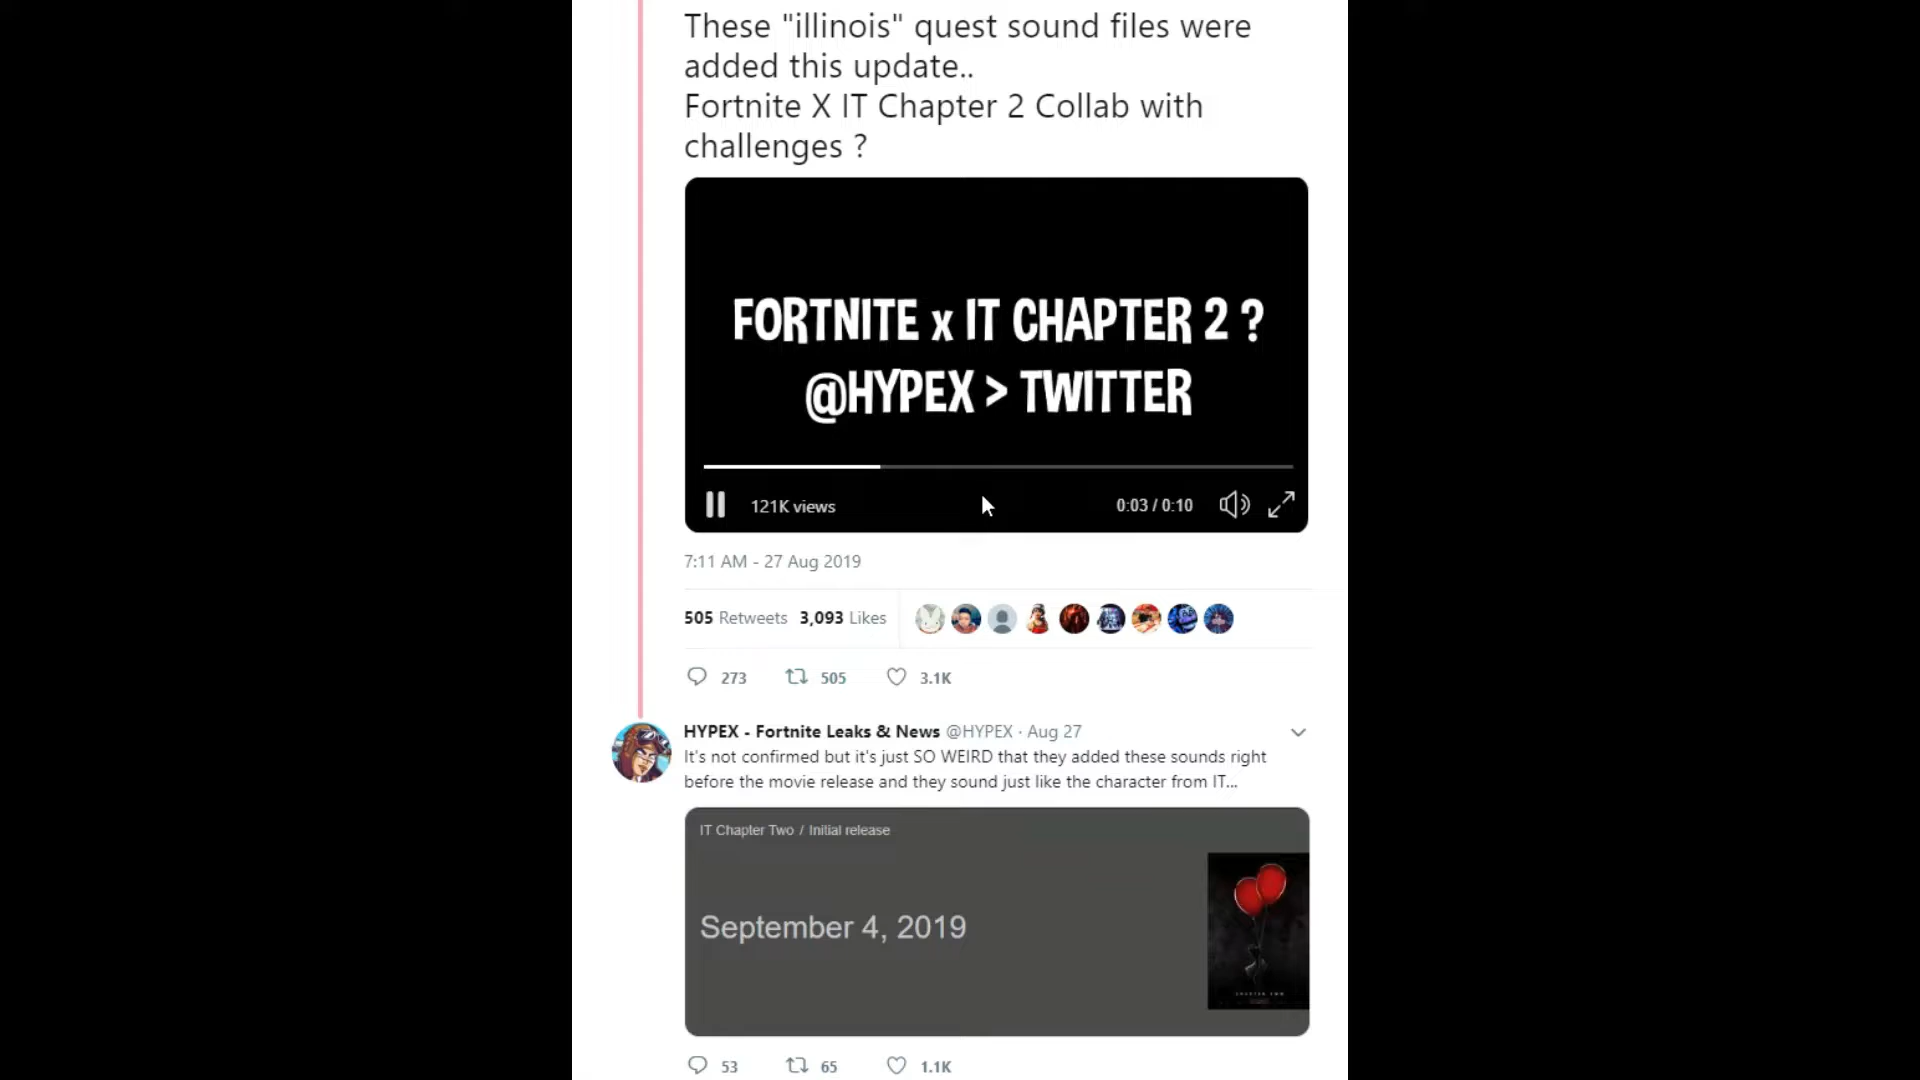 These "illinois" quest sound files were
added this update..
Fortnite X IT Chapter 2 Collab with
challenges ?
FORTNITE x IT CHAPTER 2 ?
@HYPEX > TWITTER
121K views
0:03 / 0:10
7:11 AM - 27 Aug 2019
505 Retweets 3,093 Likes
273 505 3.1K
HYPEX - Fortnite Leaks & News @HYPEX · Aug 27
It's not confirmed but it's just SO WEIRD that they added these sounds right
before the movie release and they sound just like the character from IT...
IT Chapter Two / Initial release
September 4, 2019
53 65 1.1K